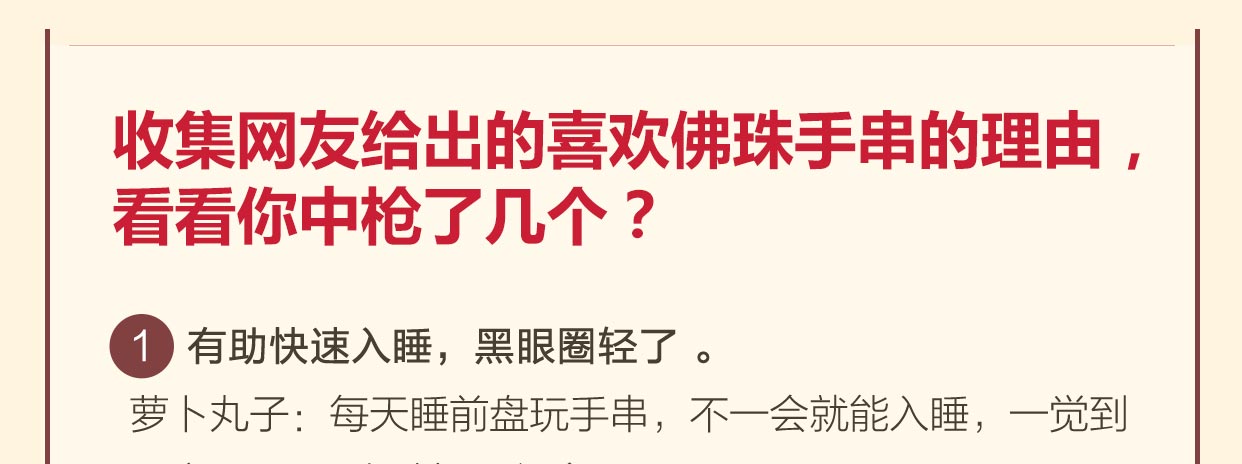 收集网友给出的喜欢佛珠手串的理由，
看看你中枪了几个？
1 有助快速入睡，黑眼圈轻了 。
萝卜丸子：每天睡前盘玩手串，不一会就能入睡，一觉到